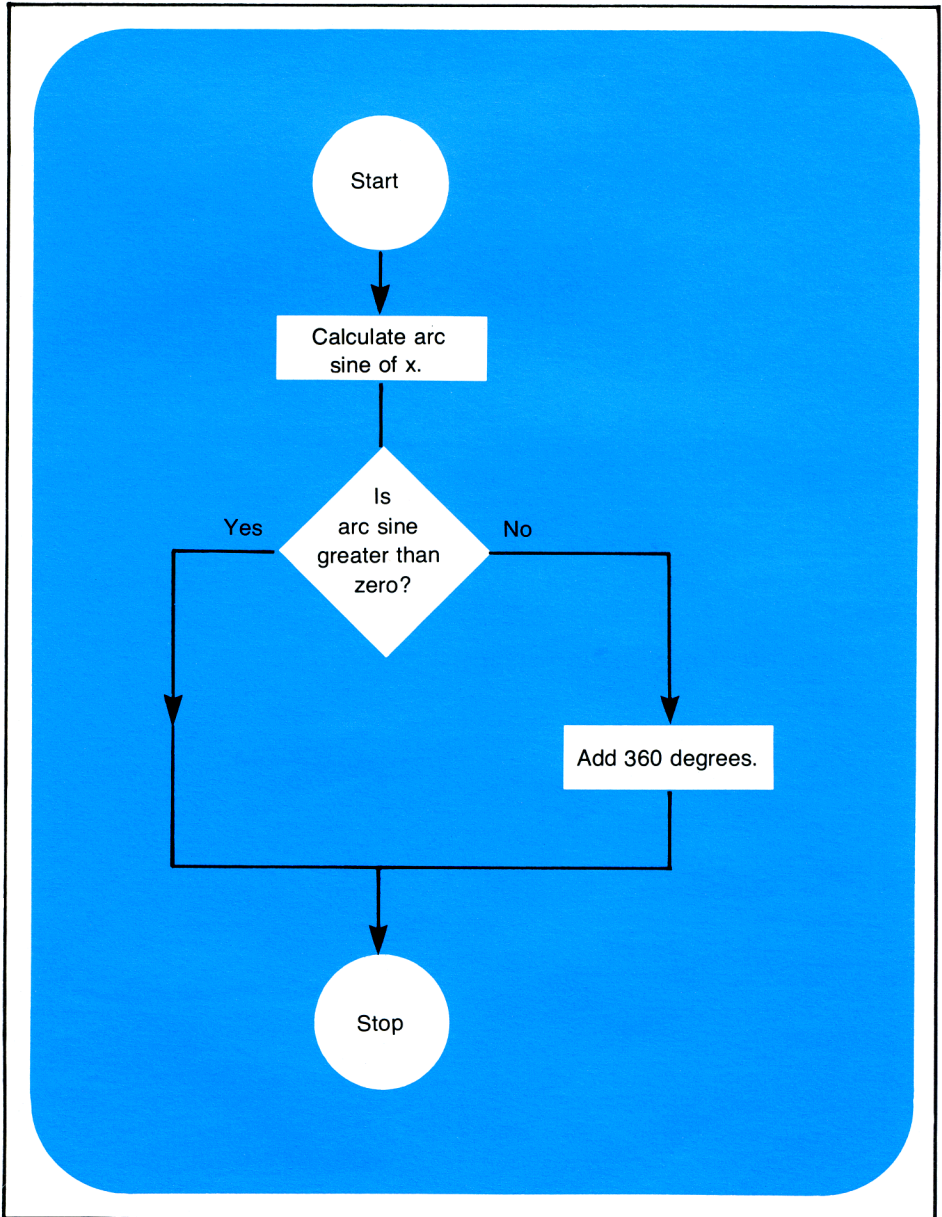 Start
Calculate arc
sine of x.
Is
arc sine
greater than
zero?
Yes
No
Add 360 degrees.
Stop